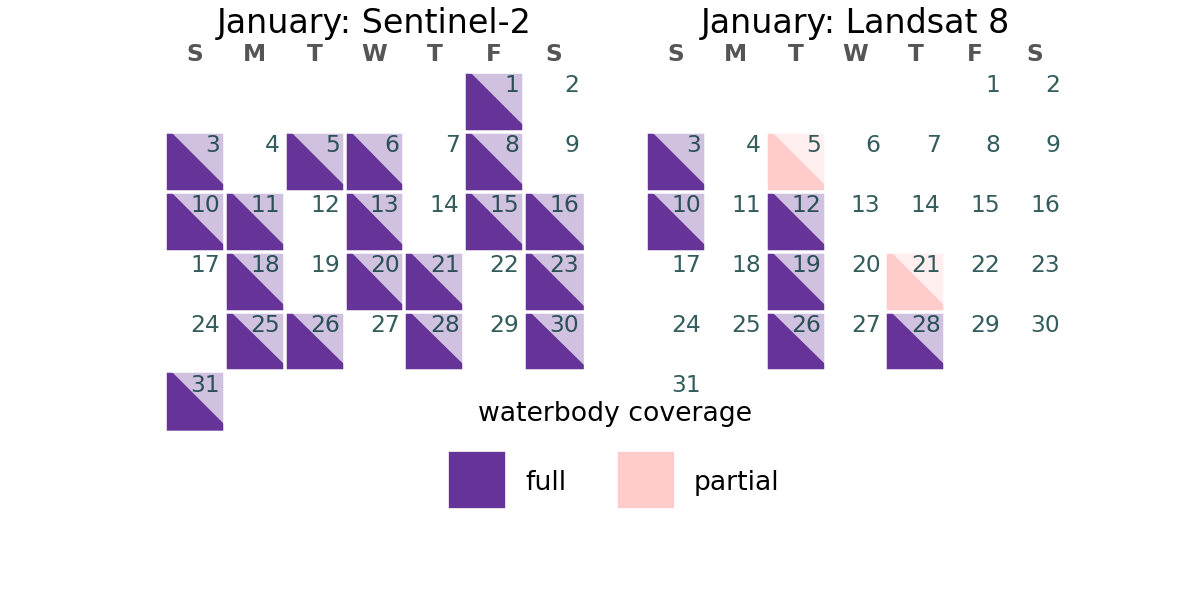 January: Sentinel-2
S M T W T F S
1 2
3 4 5 6 7 8 9
10 11 12 13 14 15 16
17 18 19 20 21 22 23
24 25 26 27 28 29 30
31
January: Landsat 8
S M T W T F S
1 2
3 4 5 6 7 8 9
10 11 12 13 14 15 16
17 18 19 20 21 22 23
24 25 26 27 28 29 30
31
waterbody coverage
full partial